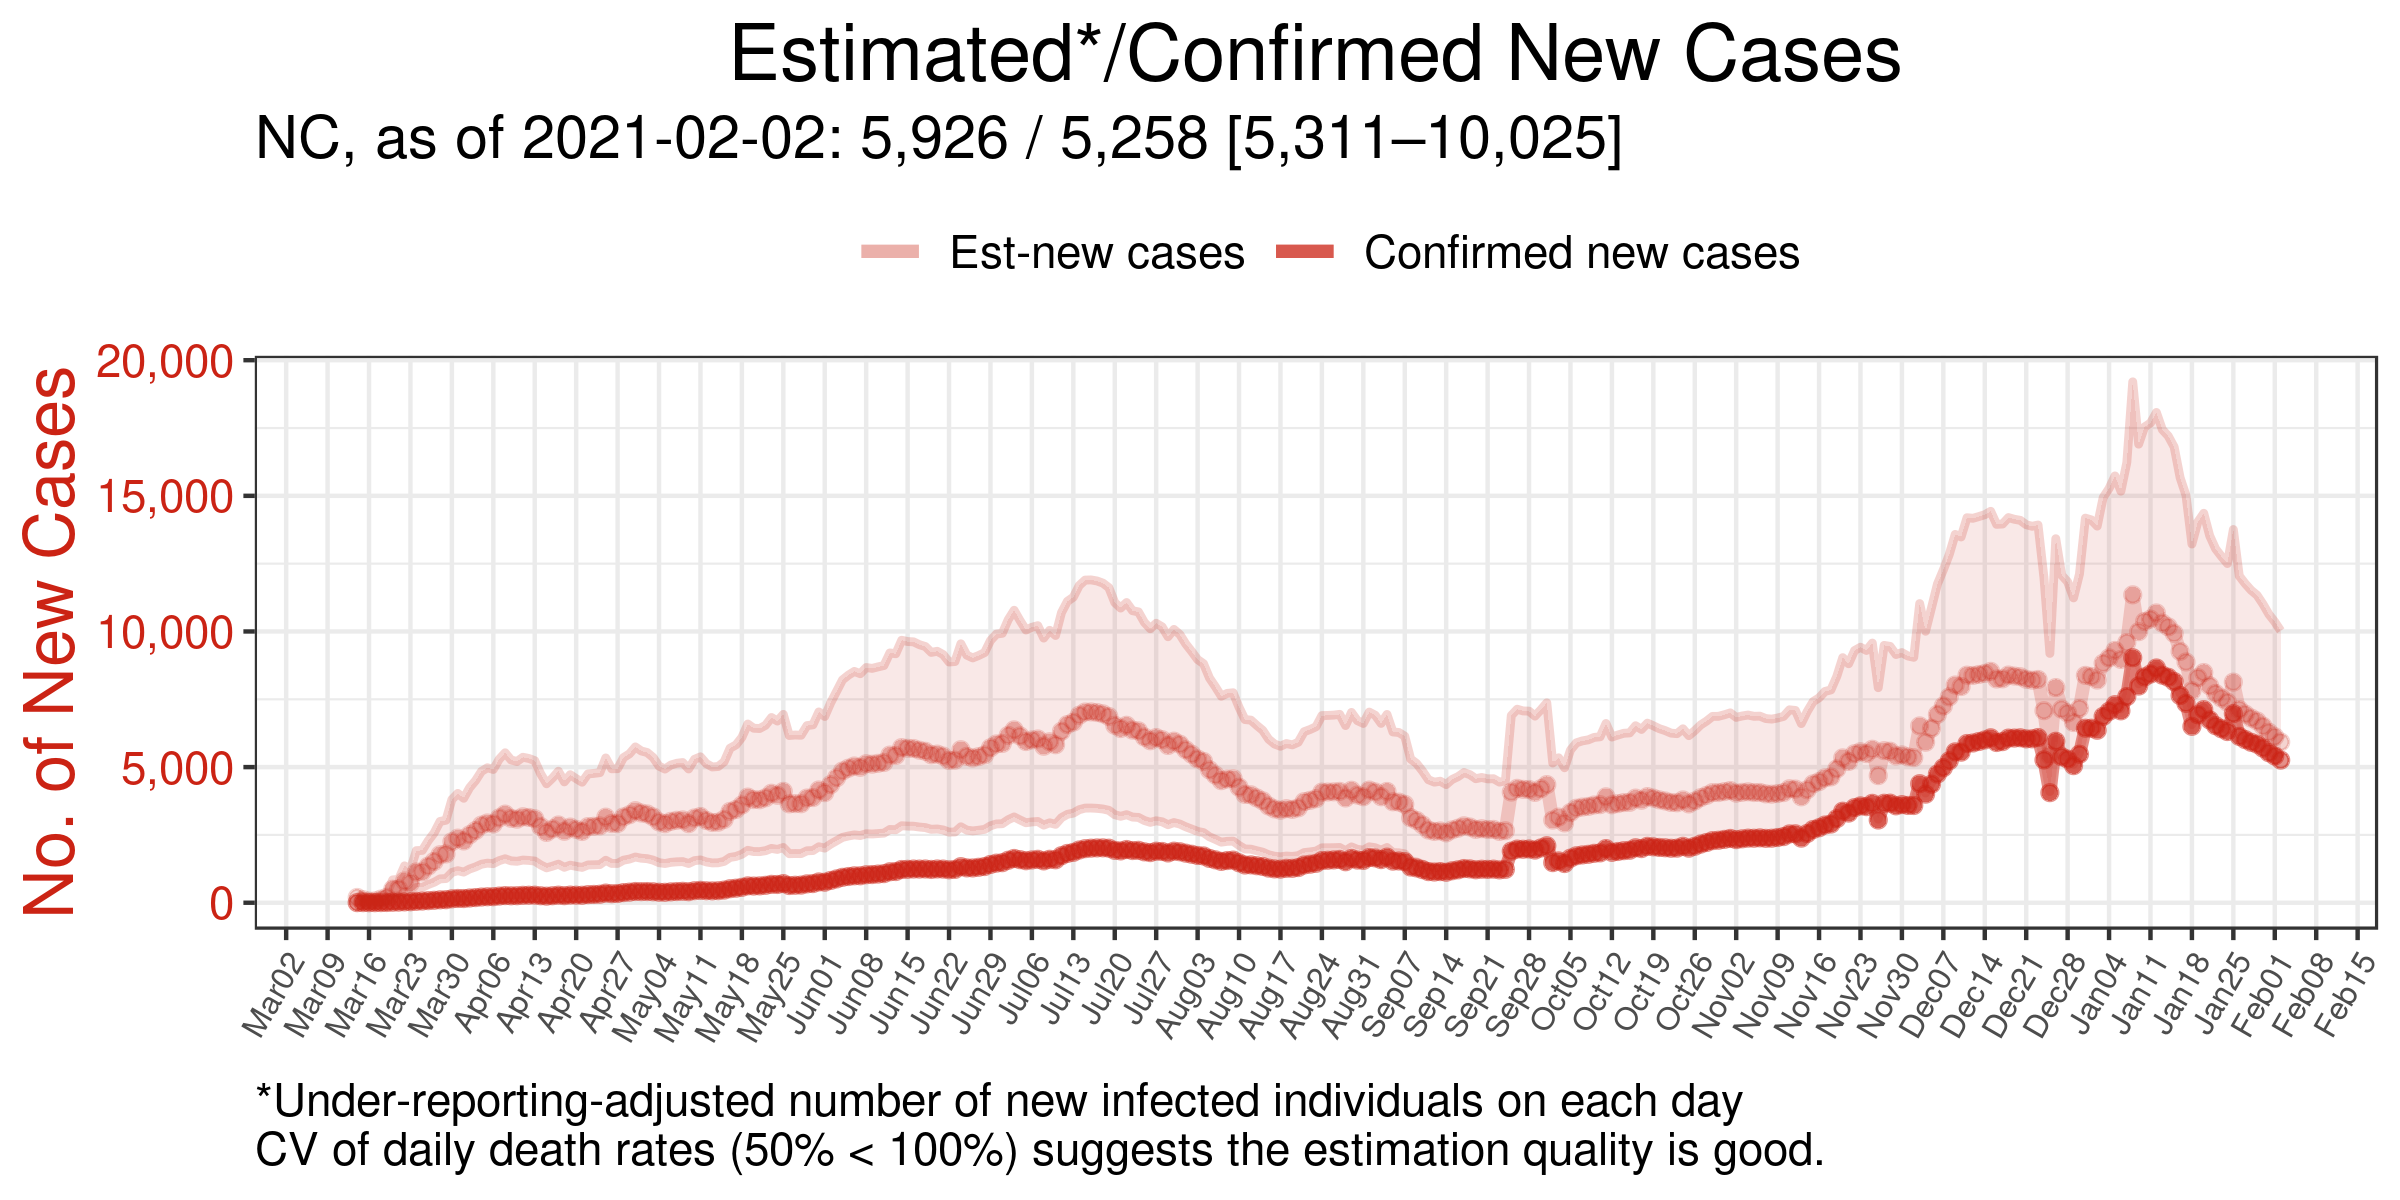 Estimated*/Confirmed New Cases
NC, as of 2021-02-02: 5,926 / 5,258 [5,311–10,025]
Est-new cases Confirmed new cases
No. of New Cases
20,000
15,000
10,000
5,000
0
Mar02 Mar09 Mar16 Mar23 Mar30 Apr06 Apr13 Apr20 Apr27 May04 May11 May18 May25 Jun01 Jun08 Jun15 Jun22 Jun29 Jul06 Jul13 Jul20 Jul27 Aug03 Aug10 Aug17 Aug24 Aug31 Sep07 Sep14 Sep21 Sep28 Oct05 Oct12 Oct19 Oct26 Nov02 Nov09 Nov16 Nov23 Nov30 Dec07 Dec14 Dec21 Dec28 Jan04 Jan11 Jan18 Jan25 Feb01 Feb08 Feb15
*Under-reporting-adjusted number of new infected individuals on each day
CV of daily death rates (50% < 100%) suggests the estimation quality is good.